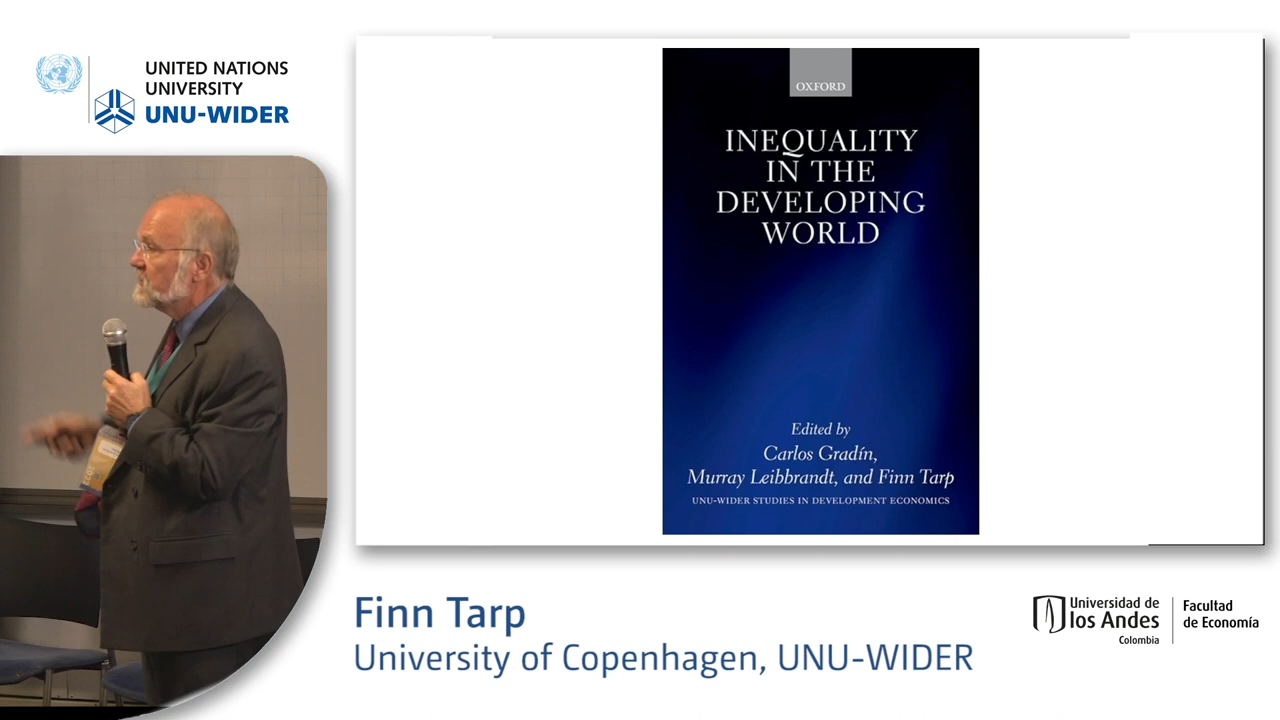 UNITED NATIONS
UNIVERSITY
UNU-WIDER
OXFORD
INEQUALITY
IN THE
DEVELOPING
WORLD
Edited by
Carlos Gradín,
Murray Leibbrandt, and Finn Tarp
UNU-WIDER STUDIES IN DEVELOPMENT ECONOMICS
Finn Tarp
University of Copenhagen, UNU-WIDER
Universidad de
los Andes
Colombia
Facultad
de Economía